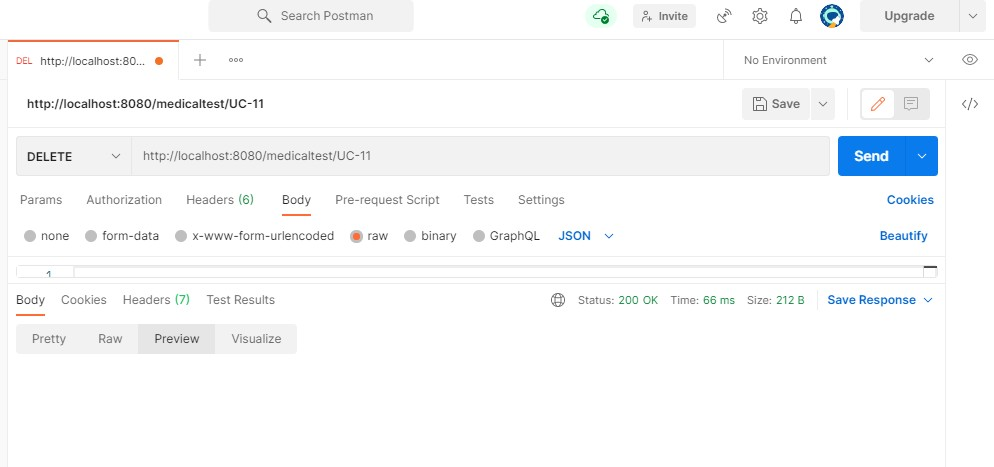 Search Postman Invite Upgrade
DEL http://localhost:80... No Environment
http://localhost:8080/medicaltest/UC-11 Save
DELETE http://localhost:8080/medicaltest/UC-11 Send
Params Authorization Headers (6) Body Pre-request Script Tests Settings Cookies
none form-data x-www-form-urlencoded raw binary GraphQL JSON Beautify
1
Body Cookies Headers (7) Test Results Status: 200 OK Time: 66 ms Size: 212 B Save Response
Pretty Raw Preview Visualize